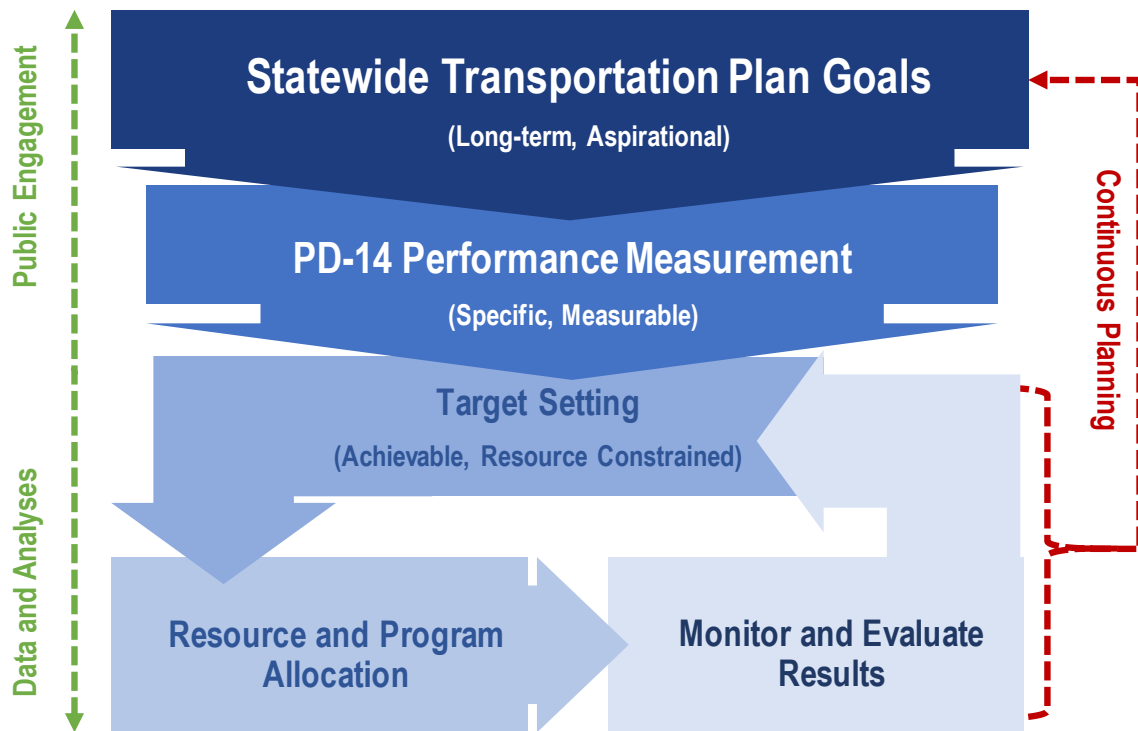 Statewide Transportation Plan Goals
(Long-term, Aspirational)
PD-14 Performance Measurement
(Specific, Measurable)
Target Setting
(Achievable, Resource Constrained)
Resource and Program
Allocation
Monitor and Evaluate
Results
Public Engagement
Data and Analyses
Continuous Planning